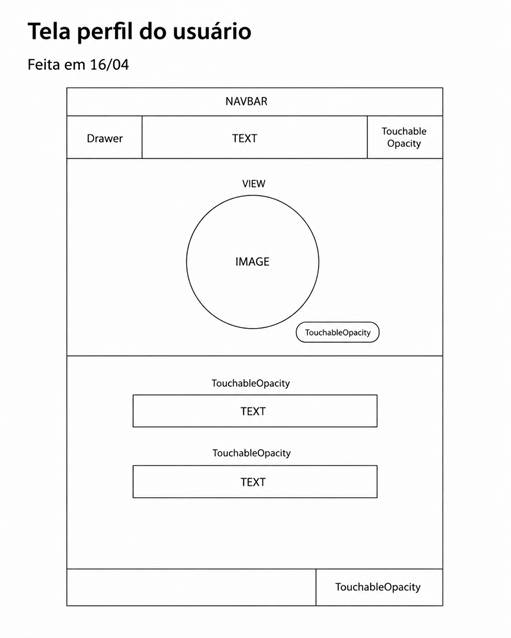 Tela perfil do usuário
Feita em 16/04
NAVBAR
Drawer
TEXT
Touchable
Opacity
VIEW
IMAGE
TouchableOpacity
TouchableOpacity
TEXT
TouchableOpacity
TEXT
TouchableOpacity